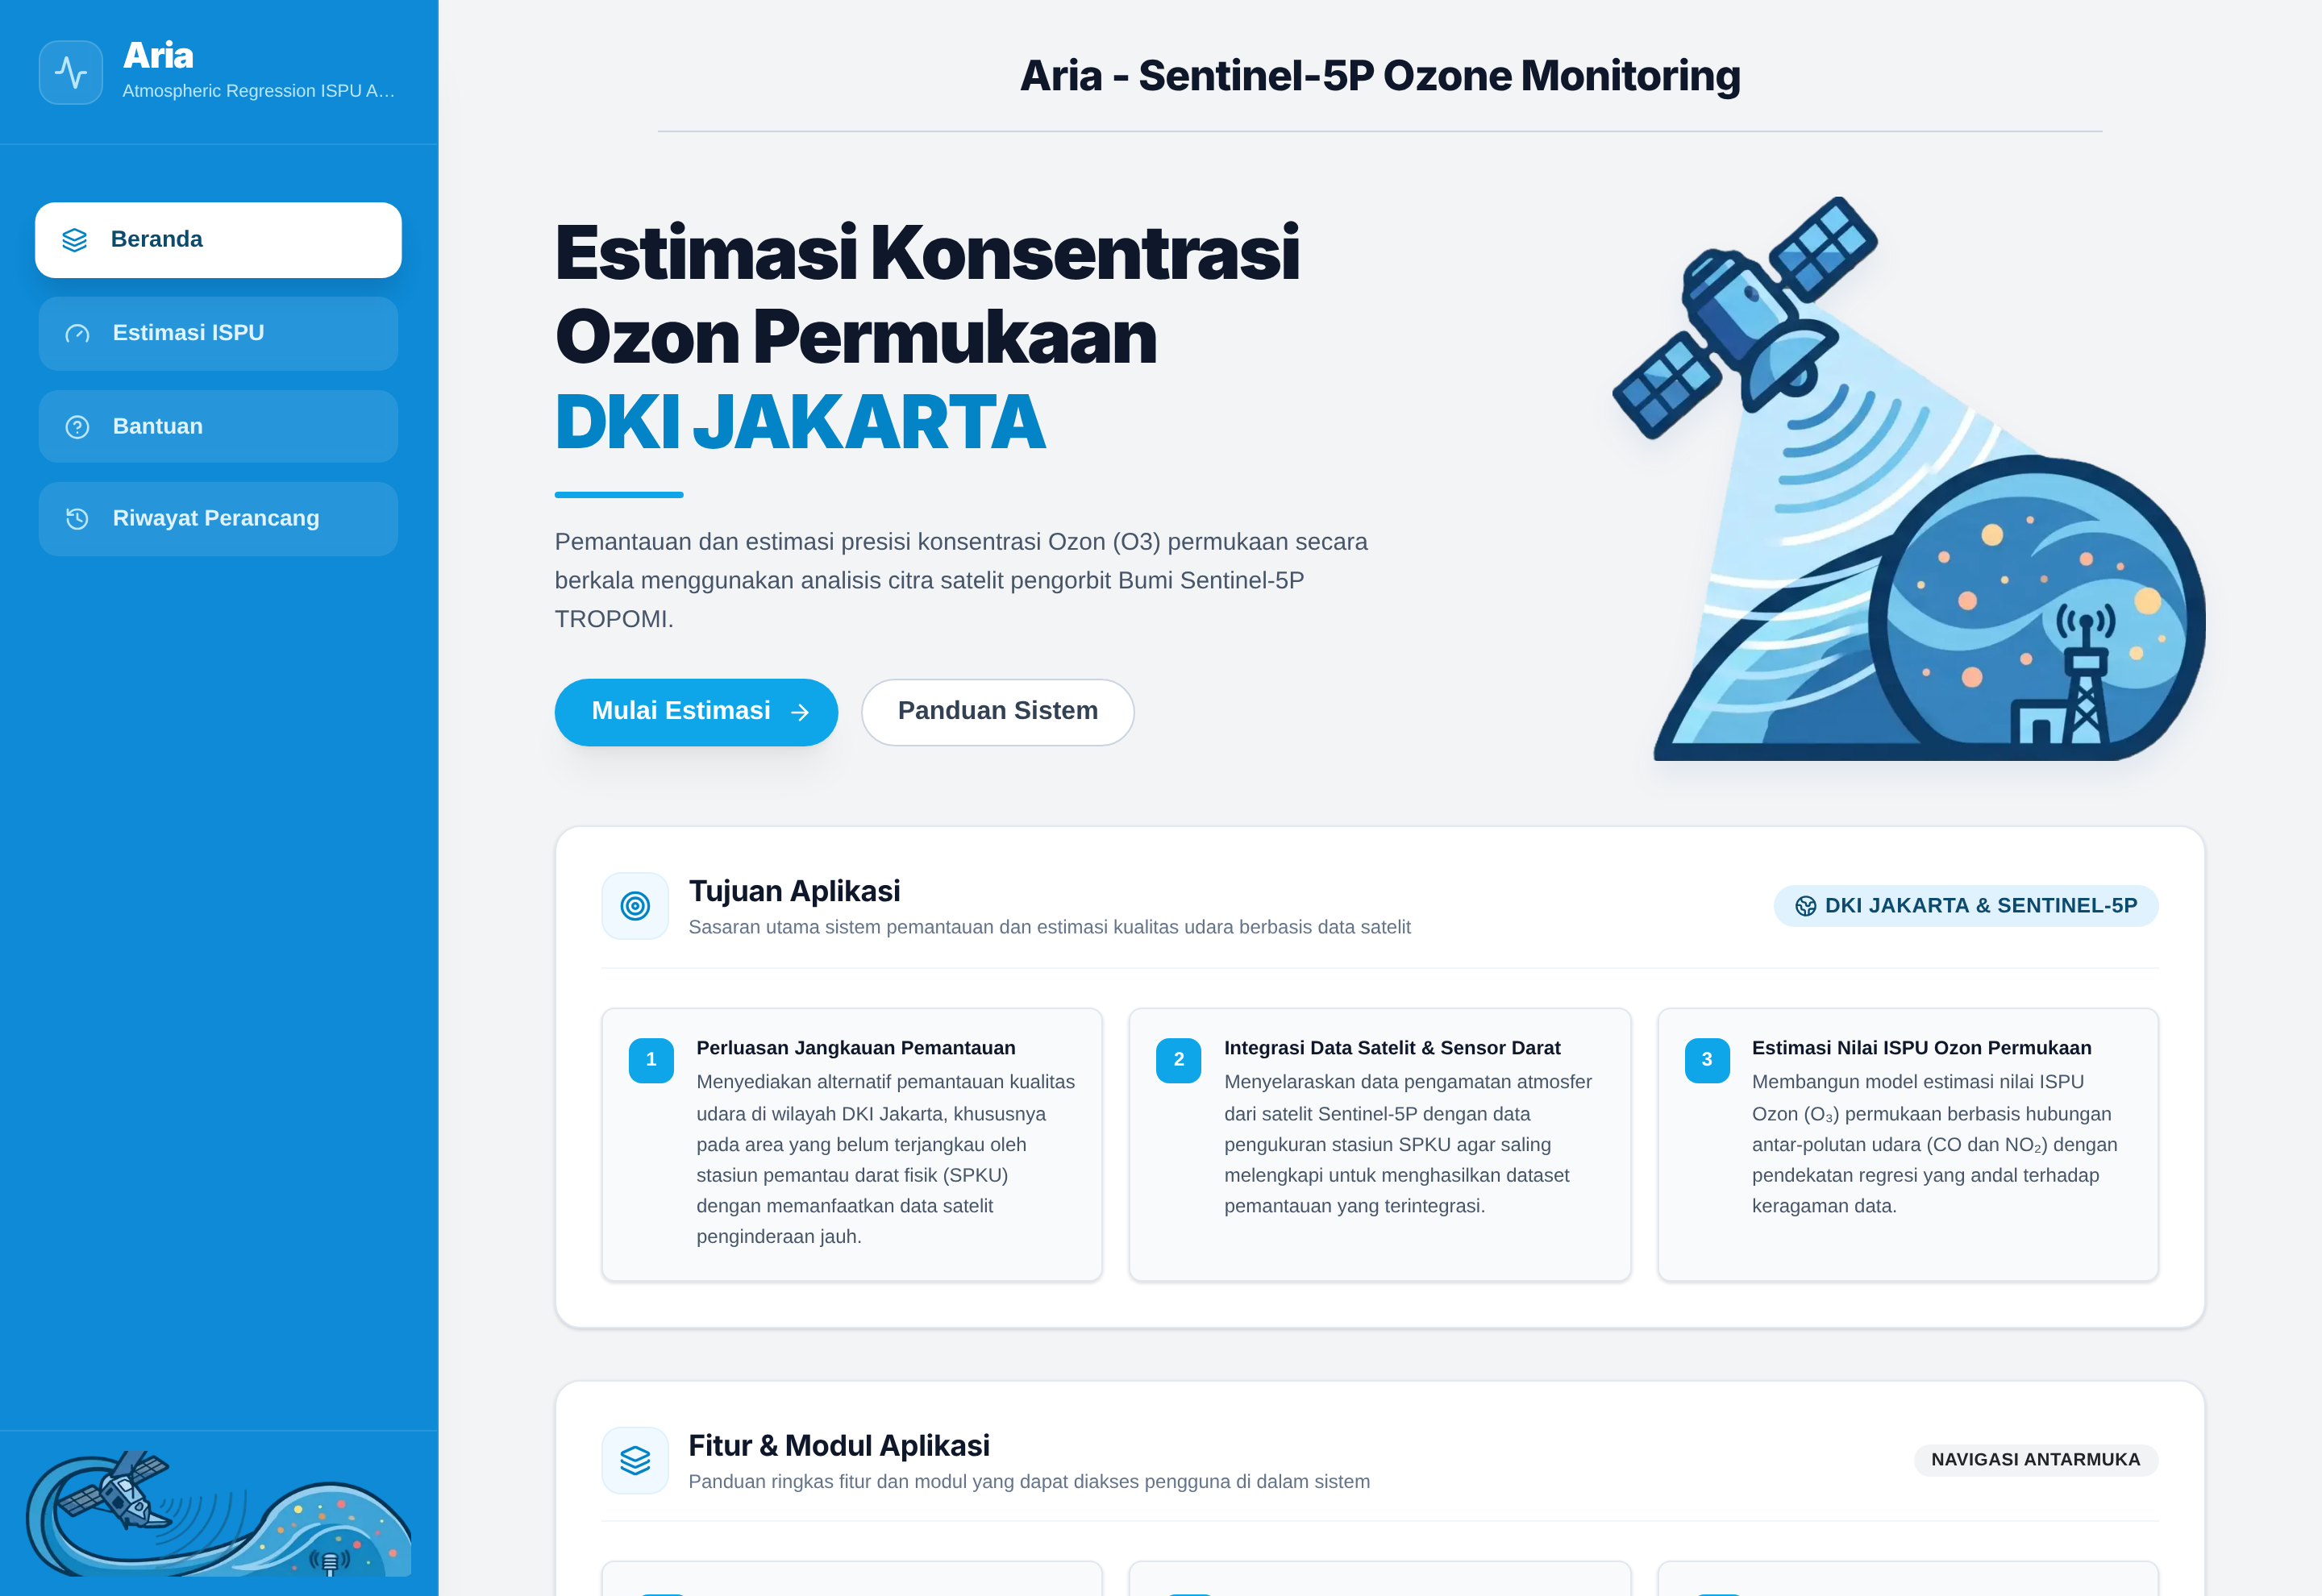 Aria
Atmospheric Regression ISPU A...
Beranda
Estimasi ISPU
Bantuan
Riwayat Perancang
Aria - Sentinel-5P Ozone Monitoring
Estimasi Konsentrasi
Ozon Permukaan
DKI JAKARTA
Pemantauan dan estimasi presisi konsentrasi Ozon (O3) permukaan secara
berkala menggunakan analisis citra satelit pengorbit Bumi Sentinel-5P
TROPOMI.
Mulai Estimasi
Panduan Sistem
Tujuan Aplikasi
Sasaran utama sistem pemantauan dan estimasi kualitas udara berbasis data satelit
DKI JAKARTA & SENTINEL-5P
1
Perluasan Jangkauan Pemantauan
Menyediakan alternatif pemantauan kualitas
udara di wilayah DKI Jakarta, khususnya
pada area yang belum terjangkau oleh
stasiun pemantau darat fisik (SPKU)
dengan memanfaatkan data satelit
penginderaan jauh.
2
Integrasi Data Satelit & Sensor Darat
Menyelaraskan data pengamatan atmosfer
dari satelit Sentinel-5P dengan data
pengukuran stasiun SPKU agar saling
melengkapi untuk menghasilkan dataset
pemantauan yang terintegrasi.
3
Estimasi Nilai ISPU Ozon Permukaan
Membangun model estimasi nilai ISPU
Ozon (O₃) permukaan berbasis hubungan
antar-polutan udara (CO dan NO₂) dengan
pendekatan regresi yang andal terhadap
keragaman data.
Fitur & Modul Aplikasi
Panduan ringkas fitur dan modul yang dapat diakses pengguna di dalam sistem
NAVIGASI ANTARMUKA